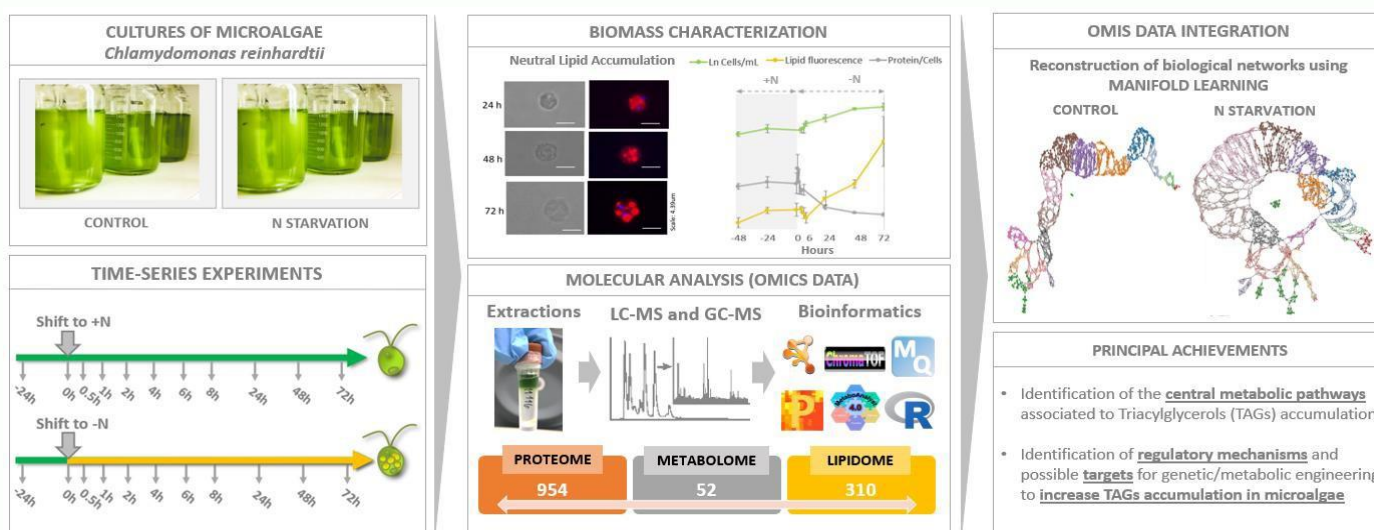 CULTURES OF MICROALGAE
Chlamydomonas reinhardtii
CONTROL
N STARVATION
TIME-SERIES EXPERIMENTS
Shift to +N
-24h 0h 0.5h 1h 2h 4h 6h 8h 24h 48h 72h
Shift to -N
-24h 0h 0.5h 1h 2h 4h 6h 8h 24h 48h 72h
BIOMASS CHARACTERIZATION
Neutral Lipid Accumulation
Ln Cells/mL Lipid fluorescence Protein/Cells
+N -N
24 h
48 h
72 h
Scale: 4.39um
-48 -24 0 6 24 48 72
Hours
MOLECULAR ANALYSIS (OMICS DATA)
Extractions
LC-MS and GC-MS
Bioinformatics
ChromaTOF
MQ
P
MetaboAnalyst
4.0
R
PROTEOME
954
METABOLOME
52
LIPIDOME
310
OMIS DATA INTEGRATION
Reconstruction of biological networks using
MANIFOLD LEARNING
CONTROL
N STARVATION
PRINCIPAL ACHIEVEMENTS
• Identification of the central metabolic pathways
associated to Triacylglycerols (TAGs) accumulation
• Identification of regulatory mechanisms and
possible targets for genetic/metabolic engineering
to increase TAGs accumulation in microalgae